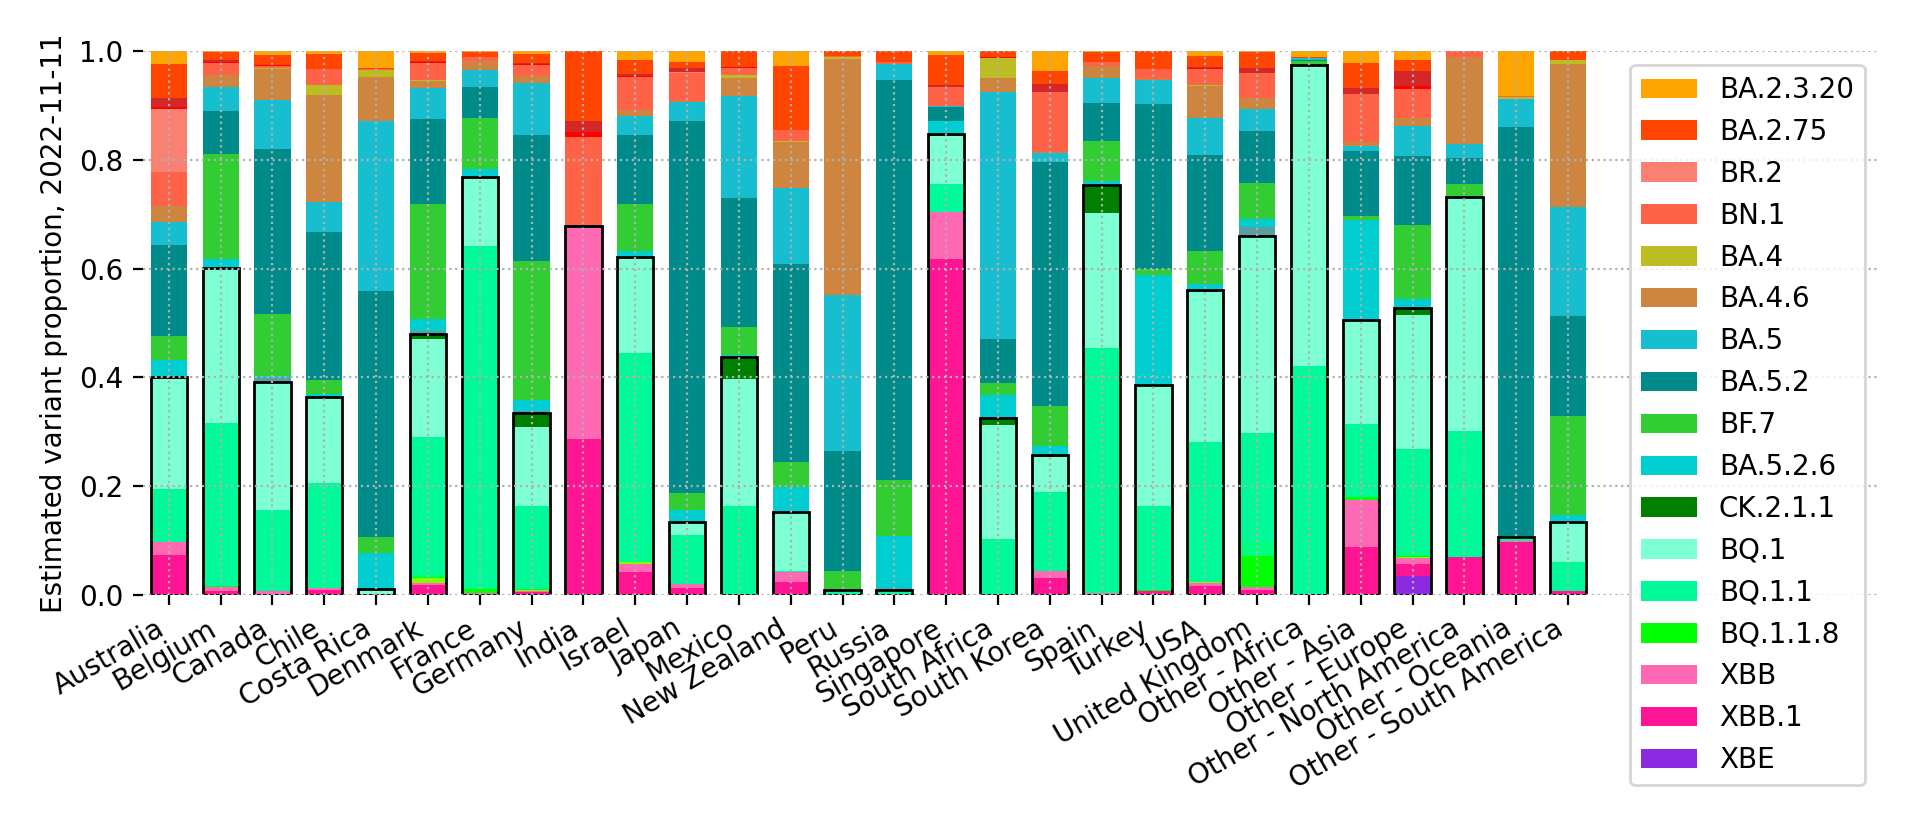 Estimated variant proportion, 2022-11-11
1.0
0.8
0.6
0.4
0.2
0.0
Australia
Belgium
Canada
Chile
Costa Rica
Denmark
France
Germany
India
Israel
Japan
Mexico
New Zealand
Peru
Russia
Singapore
South Africa
South Korea
Spain
Turkey
USA
United Kingdom
Other - Africa
Other - Asia
Other - Europe
Other - North America
Other - Oceania
Other - South America
BA.2.3.20
BA.2.75
BR.2
BN.1
BA.4
BA.4.6
BA.5
BA.5.2
BF.7
BA.5.2.6
CK.2.1.1
BQ.1
BQ.1.1
BQ.1.1.8
XBB
XBB.1
XBE